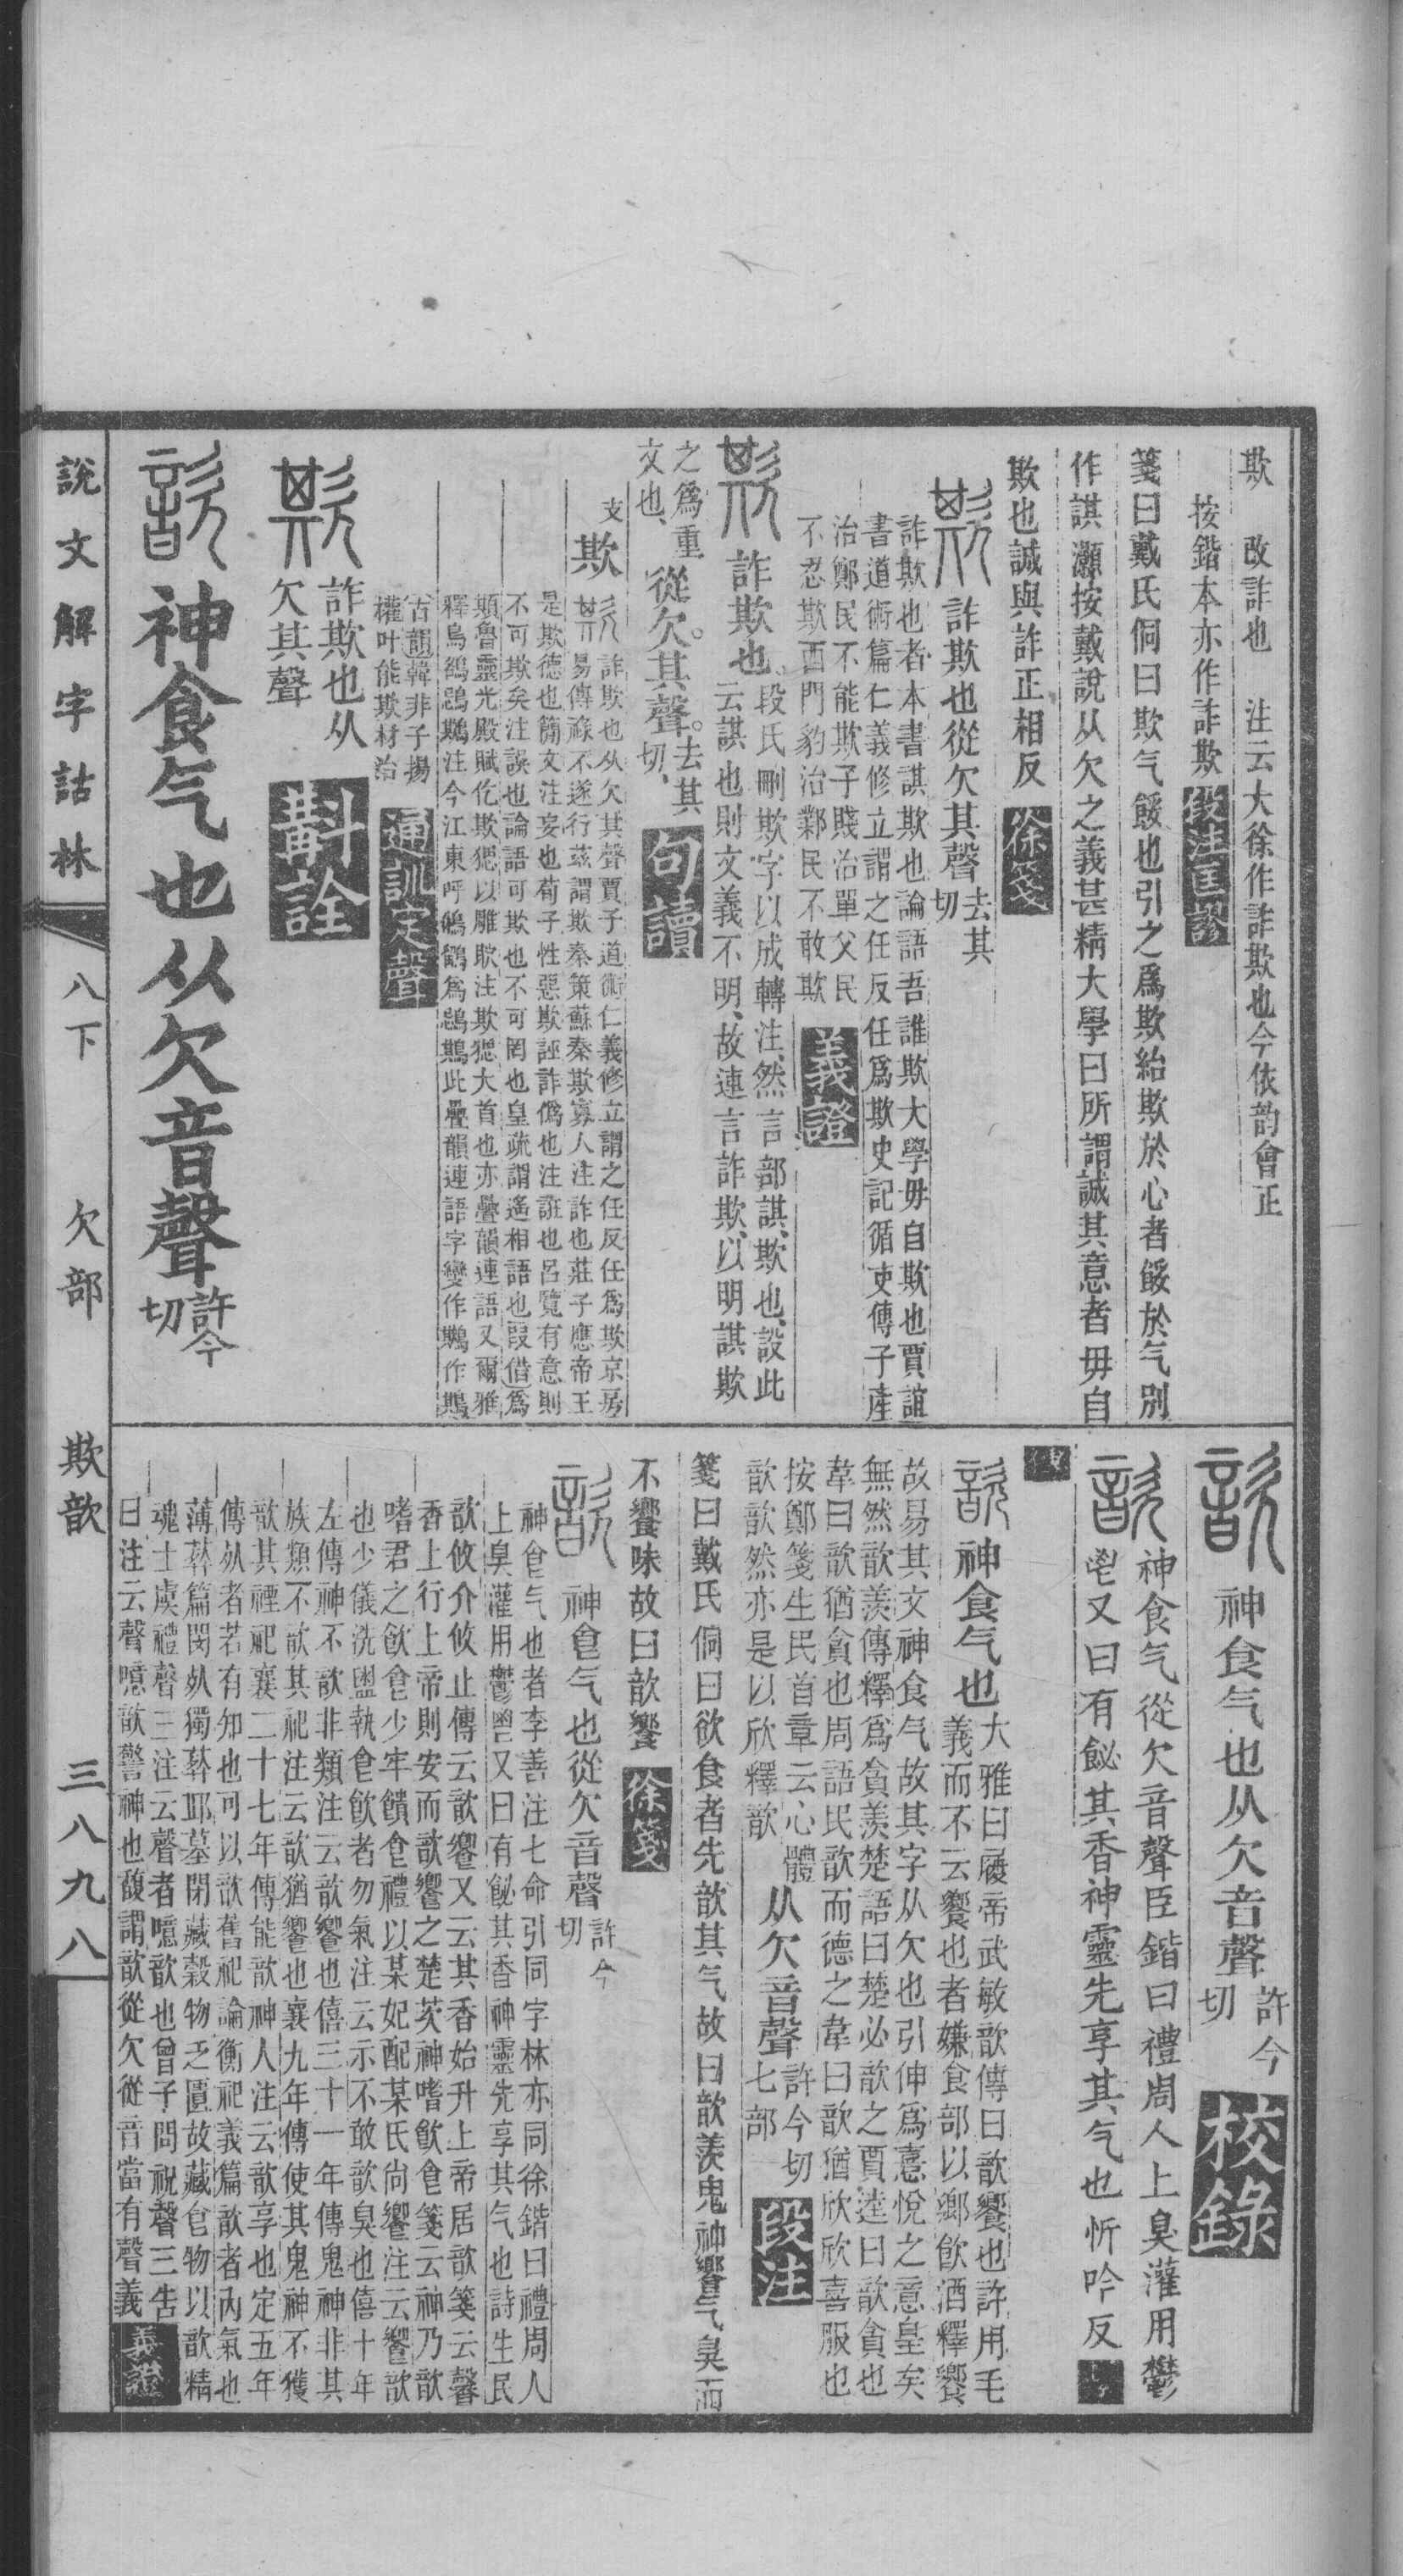 欺　改詐也　注云大徐作詐欺也今依韵會正
按鍇本亦作詐欺 段注匡謬
箋曰戴氏侗曰欺气餒也引之爲欺紿欺於心者餒於气别
作諆灝按戴說从欠之義甚精大學曰所謂誠其意者毋自
欺也誠與詐正相反 徐箋
詐欺也從欠其聲去其切
詐欺也者本書諆欺也論語吾誰欺大學毋自欺也賈誼
書道術篇仁義修立謂之任反任爲欺史記循吏傳子產
治鄭民不能欺子賤治單父民
不忍欺西門豹治鄴民不敢欺 義證
詐欺也。段氏刪欺字以成轉注、然言部諆、欺也、設此
云諆也則文義不明、故連言詐欺、以明諆欺
之爲重
文也、從欠。其聲。去其切、 句讀
支
欺
詐欺也从欠其聲賈子道術仁義修立謂之任反任爲欺京房
易傳祿不遂行茲謂欺秦策蘇秦欺寡人注詐也莊子應帝王
是欺德也簡文注妄也荀子性惡欺誣詐僞也注誑也呂覽有意則
不可欺矣注誤也論語可欺也不可罔也皇疏謂遙相語也叚借爲
䫏魯靈光殿賦仡欺䚟以鵰㕟注欺䚟大首也亦疊韻連語又爾雅
釋鳥鵅鵋䳢注今江東呼鵂鶹爲鵋䳢此疊韻連語字變作䳢作鶀
古韻韓非子揚
權叶能欺材治 通訓定聲
詐欺也从
欠其聲 斠詮
歆神食气也从欠音聲許今切
歆神食气也从欠音聲許今切 校錄
歆神食气從欠音聲臣鍇曰禮周人上臭灌用鬱
鬯又曰有飶其香神靈先享其气也忻吟反
歆神食气也大雅曰履帝武敏歆傳曰歆饗也許用毛
義而不云饗也者嫌食部以鄉飮酒釋饗
故易其文神食气故其字从欠也引伸爲憙悅之意皇矣
無然歆羨傳釋爲貪羨楚語曰楚必歆之賈逵曰歆貪也
韋曰歆猶貪也周語民歆而德之韋曰歆猶欣欣喜服也
按鄭箋生民首章云心體
歆歆然亦是以欣釋歆 从欠音聲許今切七部 段注
箋曰戴氏侗曰欲食者先歆其气故曰歆羨鬼神饗气臭而
不饗味故曰歆饗 徐箋
歆神㑹气也從欠音聲許今切
神食气也者李善注七命引同字林亦同徐鍇曰禮周人
上臭灌用鬱鬯又曰有飶其香神靈先享其气也詩生民
歆攸介攸止傳云歆饗又云其香始升上帝居歆箋云馨
香上行上帝則安而歆饗之楚茨神嗜飮食箋云神乃歆
嗜君之飮食少牢饋食禮以某妃配某氏尙饗注云饗歆
也少儀洗盥執食飮者勿氣注云示不敢歆臭也僖十年
左傳神不歆非類注云歆饗也僖三十一年傳鬼神非其
族類不歆其祀注云歆猶饗也襄九年傳使其鬼神不獲
歆其禋祀襄二十七年傳能歆神人注云歆享也定五年
傳死者若有知也可以歆舊祀論衡祀義篇歆者內氣也
薄葬篇閔死獨葬耶墓閉藏穀物乏匱故藏食物以歆精
魂士虞禮聲三注云聲者噫歆也曾子問祝聲三告
曰注云聲噫歆警神也馥謂歆從欠從音當有聲義 義證
說文解字詁林　八下　欠部　欺歆　三八九八